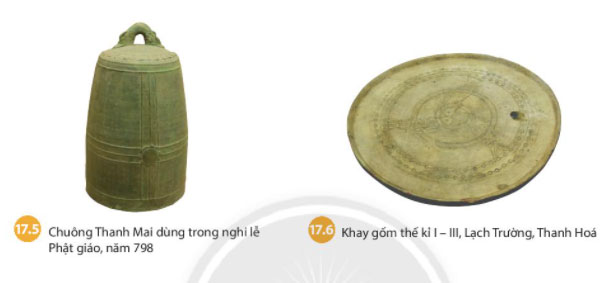 17.5 Chuông Thanh Mai dùng trong nghi lễ
Phật giáo, năm 798
17.6 Khay gốm thế kỉ I – III, Lạch Trường, Thanh Hoá